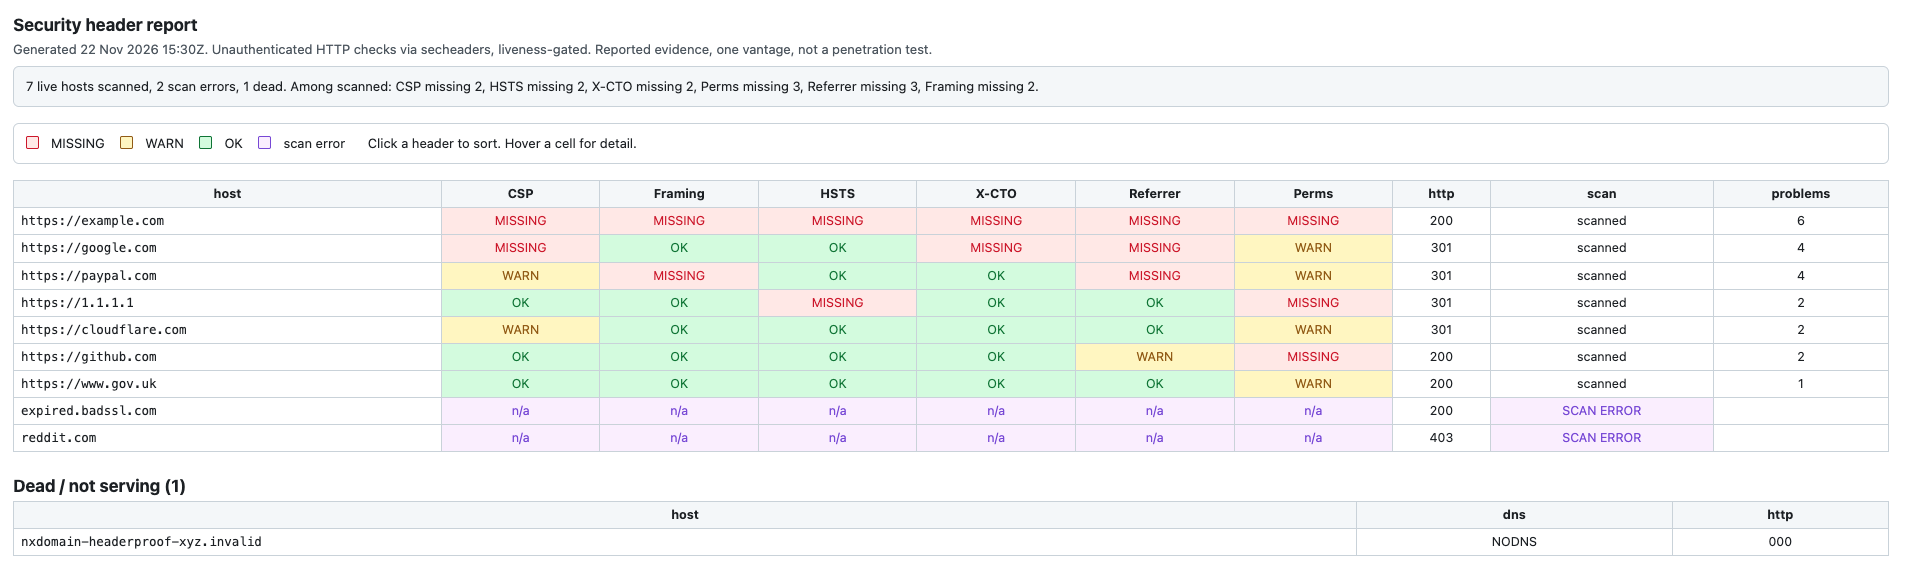 Security header report
Generated 22 Nov 2026 15:30Z. Unauthenticated HTTP checks via secheaders, liveness-gated. Reported evidence, one vantage, not a penetration test.
7 live hosts scanned, 2 scan errors, 1 dead. Among scanned: CSP missing 2, HSTS missing 2, X-CTO missing 2, Perms missing 3, Referrer missing 3, Framing missing 2.
MISSING WARN OK scan error Click a header to sort. Hover a cell for detail.
host CSP Framing HSTS X-CTO Referrer Perms http scan problems
https://example.com MISSING MISSING MISSING MISSING MISSING MISSING 200 scanned 6
https://google.com MISSING OK OK MISSING MISSING WARN 301 scanned 4
https://paypal.com WARN MISSING OK OK MISSING WARN 301 scanned 4
https://1.1.1.1 OK OK MISSING OK OK MISSING 301 scanned 2
https://cloudflare.com WARN OK OK OK OK WARN 301 scanned 2
https://github.com OK OK OK OK WARN MISSING 200 scanned 2
https://www.gov.uk OK OK OK OK OK WARN 200 scanned 1
expired.badssl.com n/a n/a n/a n/a n/a n/a 200 SCAN ERROR
reddit.com n/a n/a n/a n/a n/a n/a 403 SCAN ERROR
Dead / not serving (1)
host dns http
nxdomain-headerproof-xyz.invalid NODNS 000